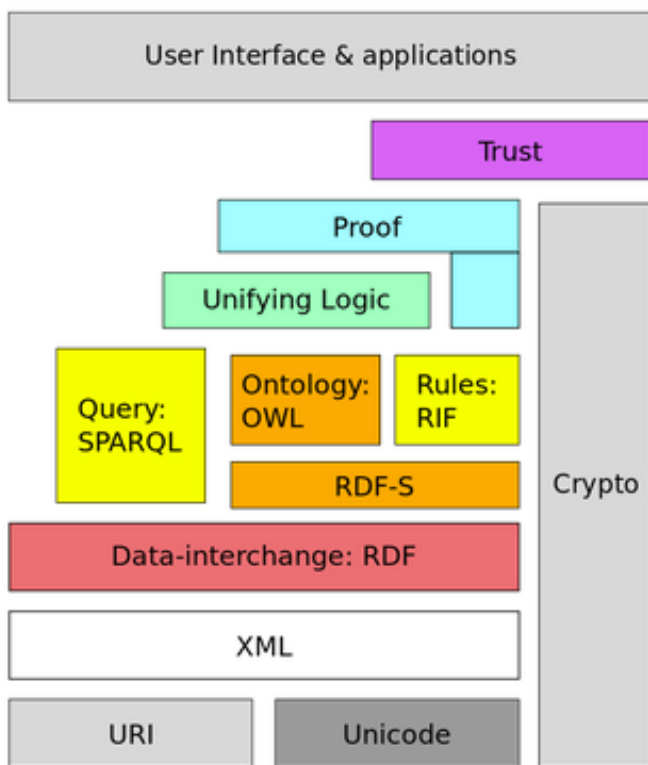 User Interface & applications
Trust
Proof
Unifying Logic
Query:
SPARQL
Ontology:
OWL
Rules:
RIF
RDF-S
Crypto
Data-interchange: RDF
XML
URI
Unicode